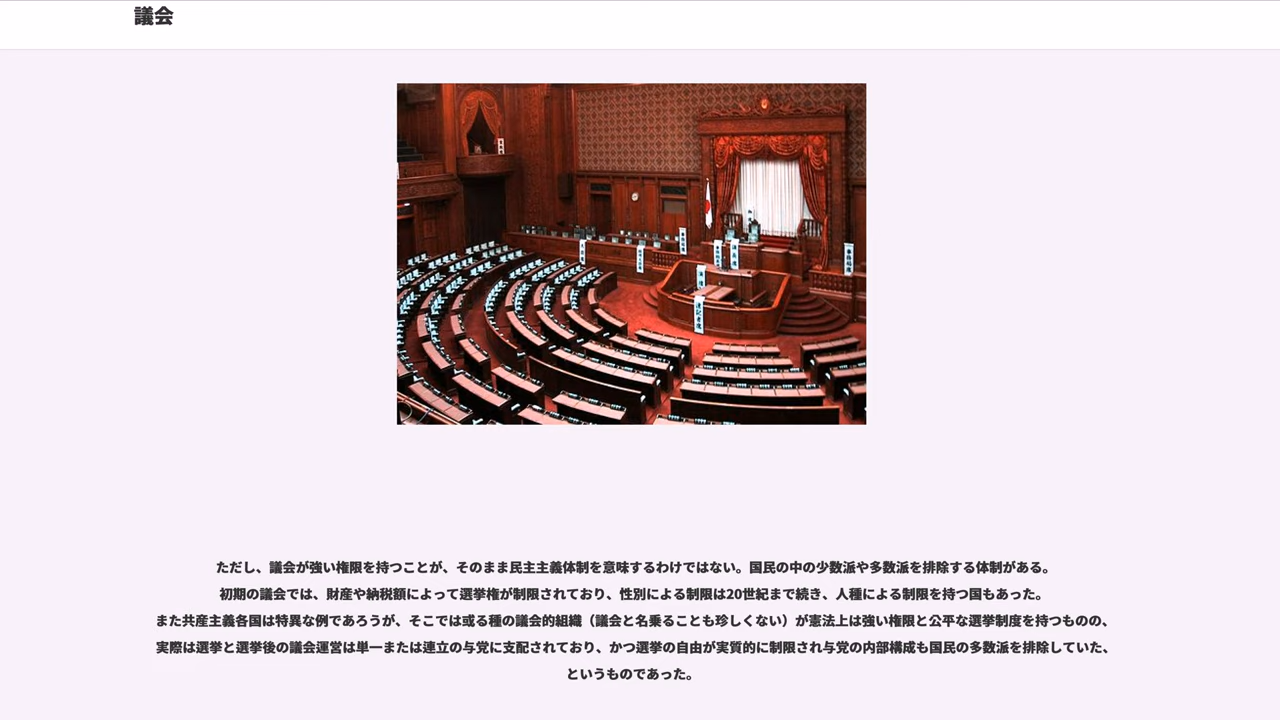 議会
ただし、議会が強い権限を持つことが、そのまま民主主義体制を意味するわけではない。国民の中の少数派や多数派を排除する体制がある。
初期の議会では、財産や納税額によって選挙権が制限されており、性別による制限は20世紀まで続き、人種による制限を持つ国もあった。
また共産主義各国は特異な例であろうが、そこでは或る種の議会的組織（議会と名乗ることも珍しくない）が憲法上は強い権限と公平な選挙制度を持つものの、
実際は選挙と選挙後の議会運営は単一または連立の与党に支配されており、かつ選挙の自由が実質的に制限され与党の内部構成も国民の多数派を排除していた、
というものであった。
速記者席